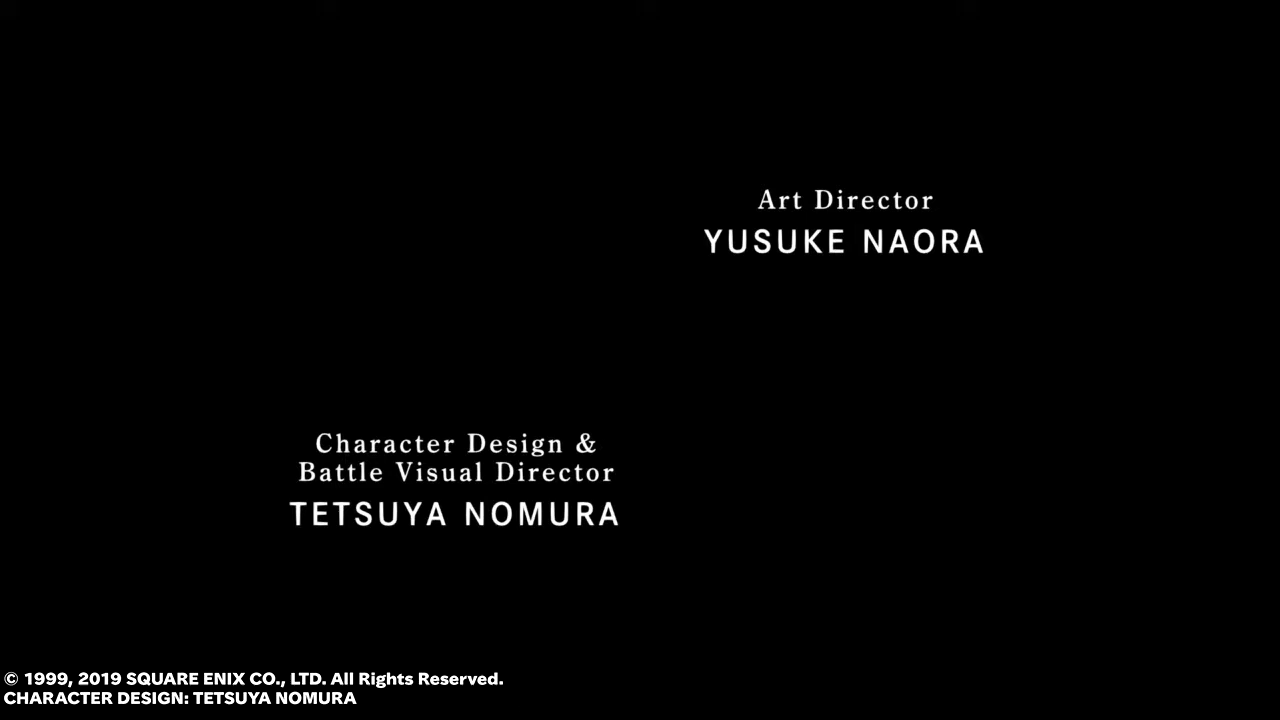 Art Director
YUSUKE NAORA
Character Design &
Battle Visual Director
TETSUYA NOMURA
© 1999, 2019 SQUARE ENIX CO., LTD. All Rights Reserved.
CHARACTER DESIGN: TETSUYA NOMURA